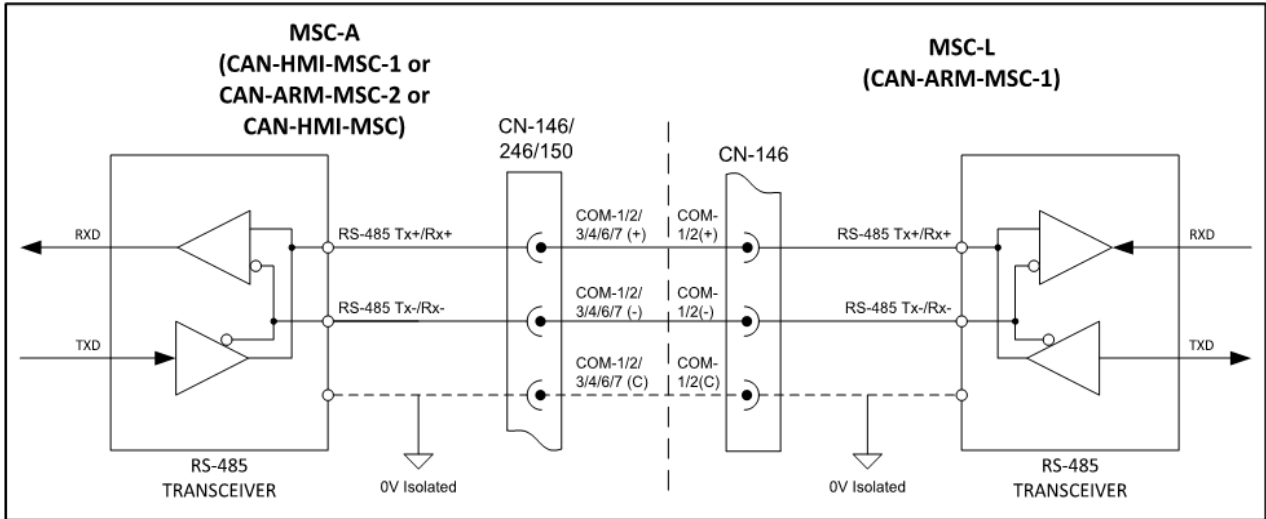 MSC-A
(CAN-HMI-MSC-1 or
CAN-ARM-MSC-2 or
CAN-HMI-MSC)
MSC-L
(CAN-ARM-MSC-1)
CN-146/
246/150
CN-146
RXD
RS-485 Tx+/Rx+
COM-1/2/
3/4/6/7 (+)
COM-
1/2(+)
RS-485 Tx+/Rx+
RXD
RS-485 Tx-/Rx-
COM-1/2/
3/4/6/7 (-)
COM-
1/2(-)
RS-485 Tx-/Rx-
TXD
COM-1/2/
3/4/6/7 (C)
COM-
1/2(C)
TXD
RS-485
TRANSCEIVER
0V Isolated
0V Isolated
RS-485
TRANSCEIVER